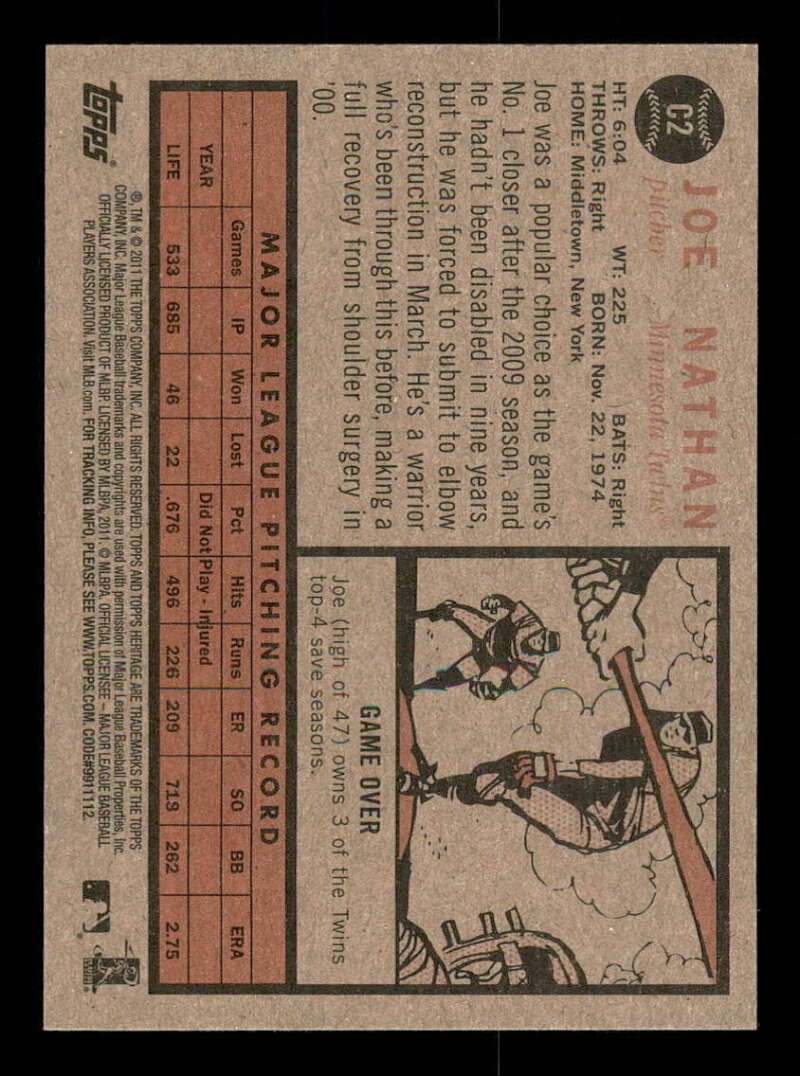 C2
JOE NATHAN
Pitcher Minnesota Twins
HT: 6:04 WT: 225 BATS: Right
THROWS: Right BORN: Nov. 22, 1974
HOME: Middletown, New York
Joe was a popular choice as the game's
No. 1 closer after the 2009 season, and
he hadn't been disabled in nine years,
but he was forced to submit to elbow
reconstruction in March. He's a warrior
who's been through this before, making a
full recovery from shoulder surgery in
'00.
GAME OVER
Joe (high of 47) owns 3 of the Twins
top-4 save seasons.
MAJOR LEAGUE PITCHING RECORD
Games IP Won Lost Pct Hits Runs ER SO BB ERA
YEAR Did Not Play - Injured
LIFE 533 685 46 22 .676 496 226 209 718 262 2.75
topps®
®, TM & © 2011 THE TOPPS COMPANY, INC. ALL RIGHTS RESERVED. TOPPS AND TOPPS HERITAGE ARE TRADEMARKS OF THE TOPPS
COMPANY, INC. Major League Baseball trademarks and copyrights are used with permission of Major League Baseball Properties, Inc.
OFFICIALLY LICENSED PRODUCT OF MLBP. LICENSED BY MLBPA, 2011. © MLBPA, OFFICIAL LICENSEE – MAJOR LEAGUE BASEBALL
PLAYERS ASSOCIATION. Visit MLB.com. FOR TRACKING INFO, PLEASE SEE WWW.TOPPS.COM. CODE#991112.